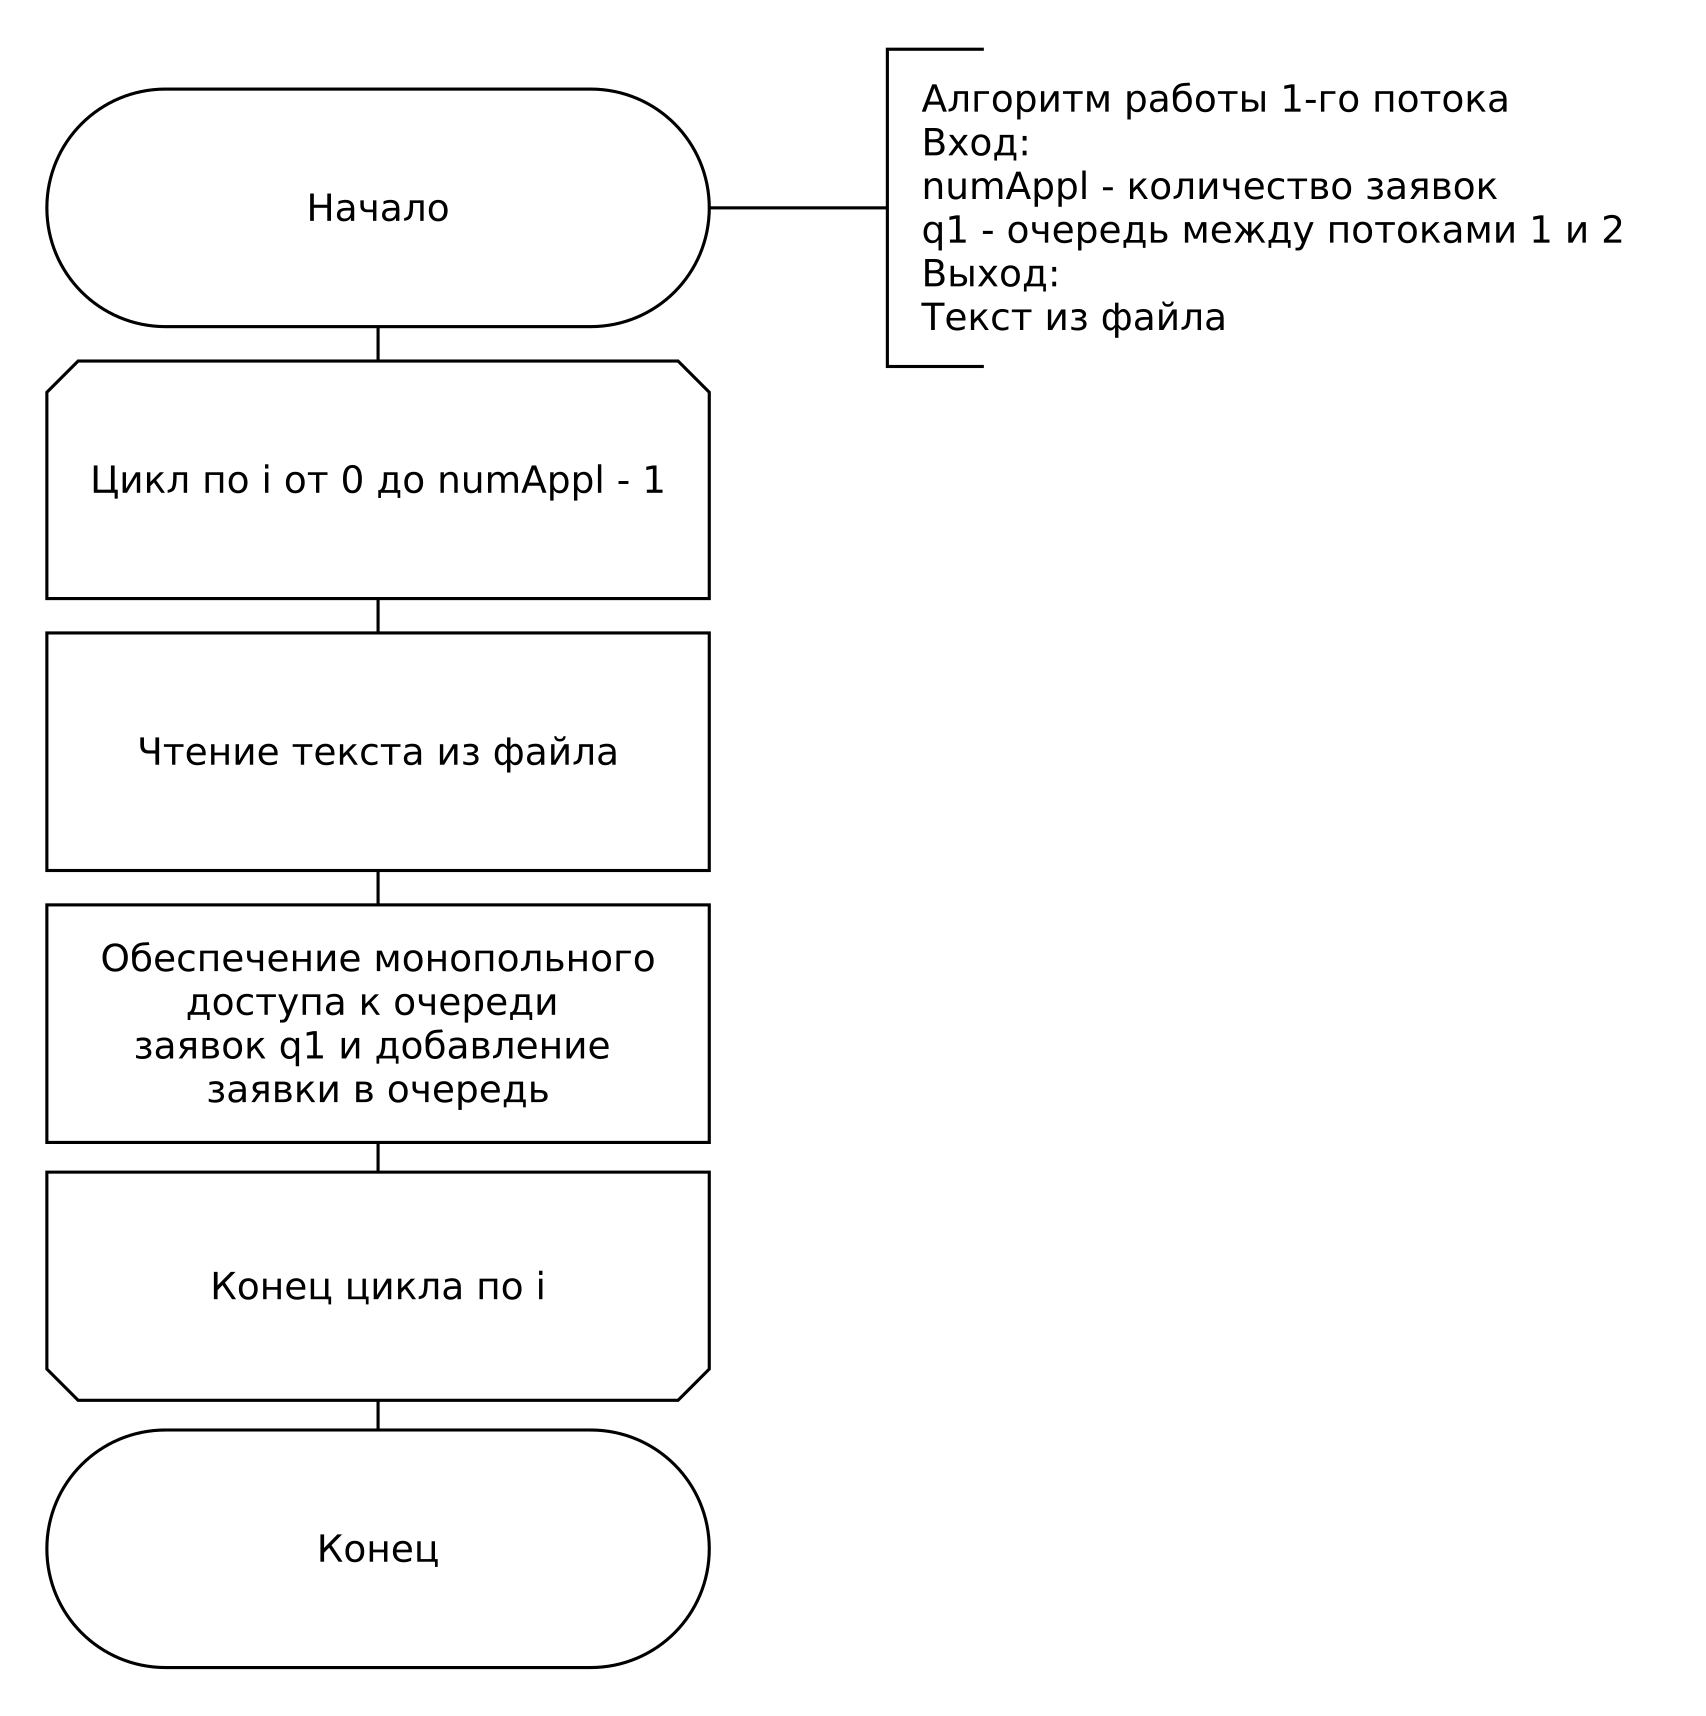 Начало
Алгоритм работы 1-го потока
Вход:
numAppl - количество заявок
q1 - очередь между потоками 1 и 2
Выход:
Текст из файла
Цикл по i от 0 до numAppl - 1
Чтение текста из файла
Обеспечение монопольного
доступа к очереди
заявок q1 и добавление
заявки в очередь
Конец цикла по i
Конец